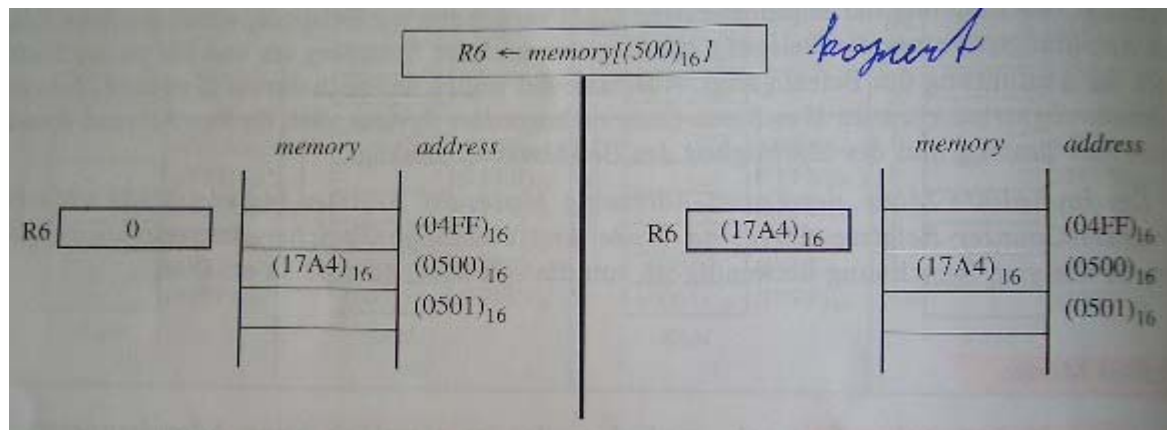 R6 ← memory[(500)₁₆] kopiert
memory address memory address
R6 0 (04FF)₁₆ R6 (17A4)₁₆ (04FF)₁₆
(17A4)₁₆ (0500)₁₆ (17A4)₁₆ (0500)₁₆
(0501)₁₆ (0501)₁₆